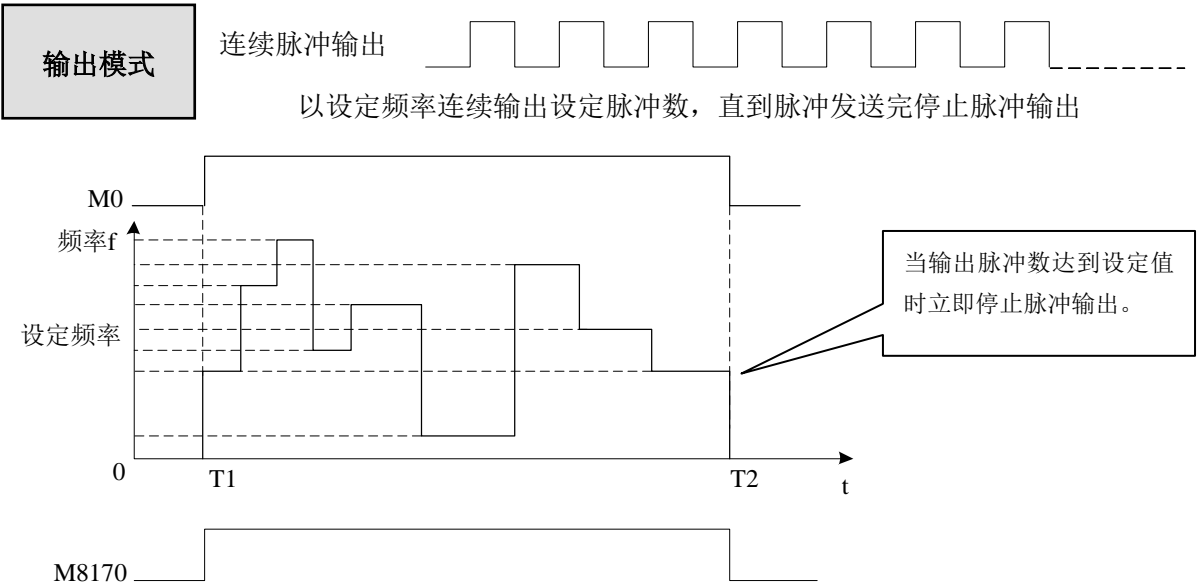 输出模式
连续脉冲输出
以设定频率连续输出设定脉冲数，直到脉冲发送完停止脉冲输出
M0
频率f
当输出脉冲数达到设定值
时立即停止脉冲输出。
设定频率
0
T1
T2
t
M8170